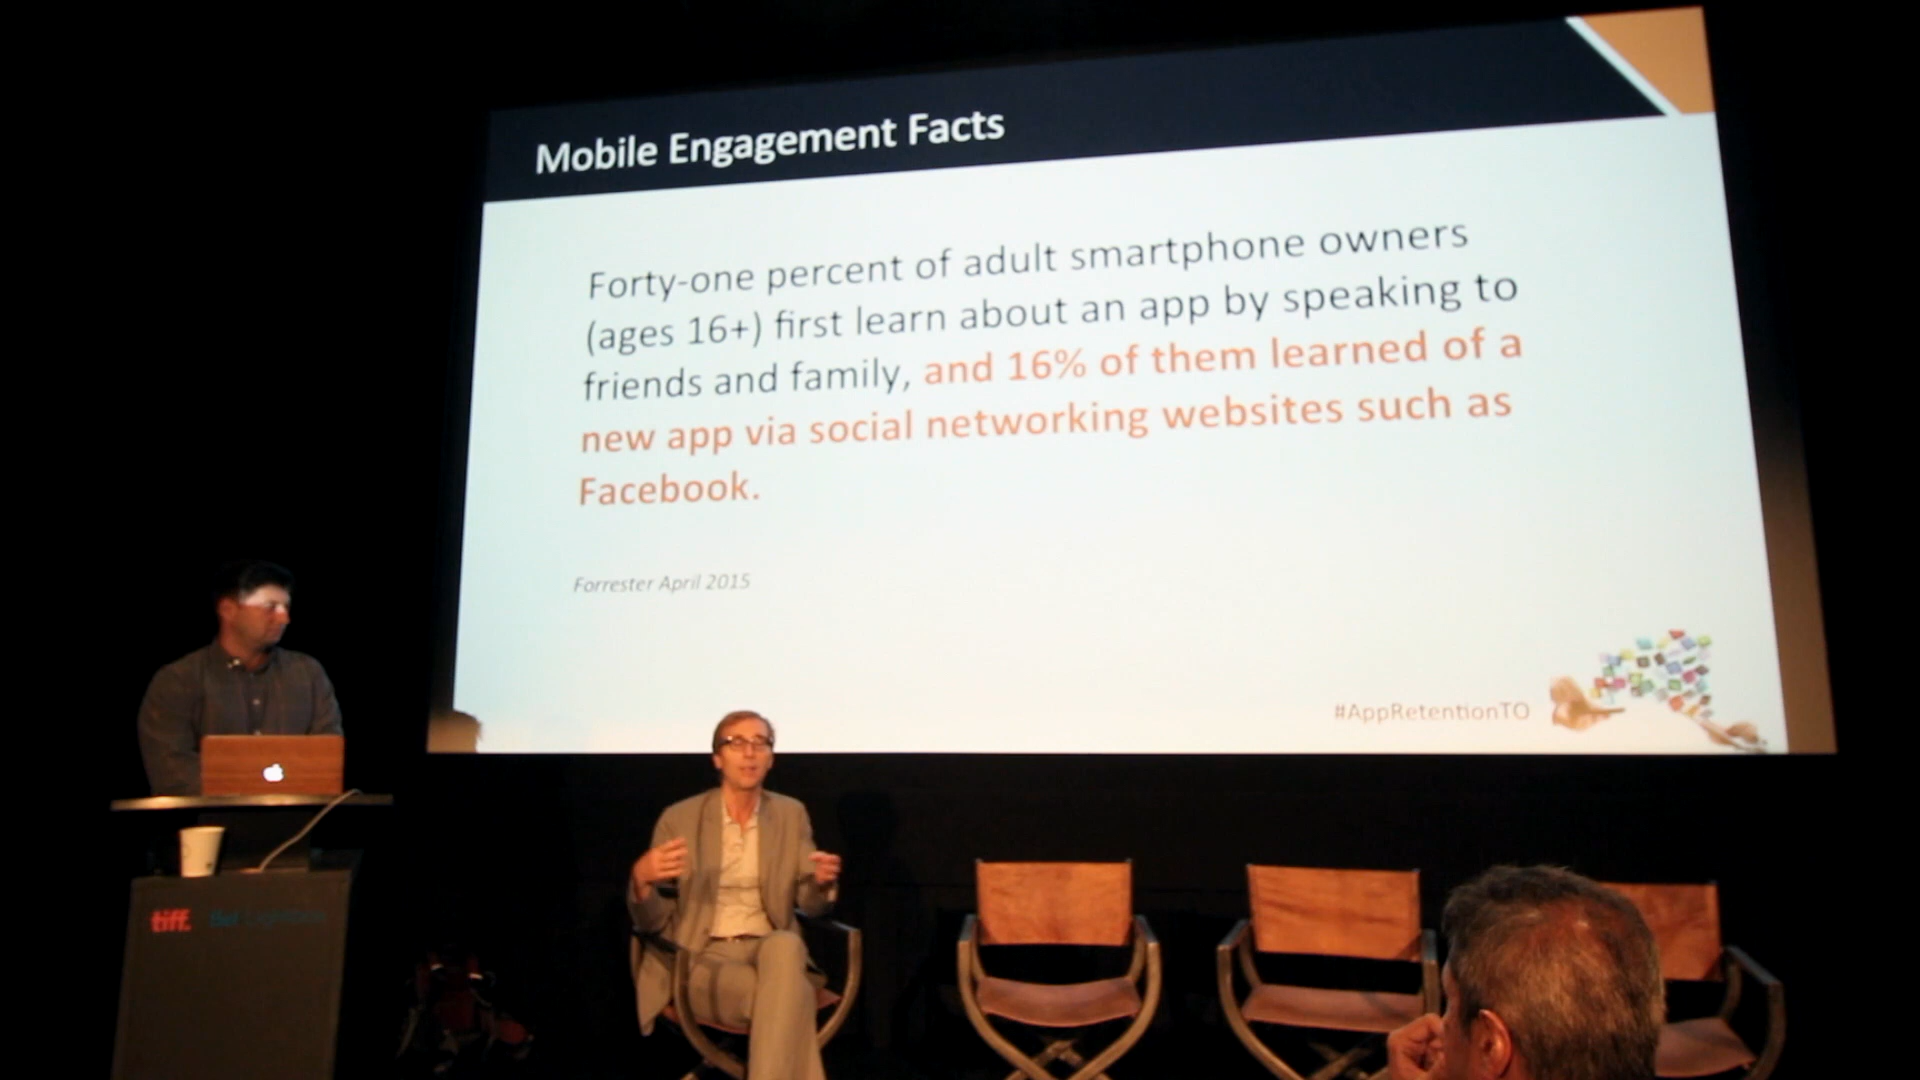 Mobile Engagement Facts
Forty-one percent of adult smartphone owners
(ages 16+) first learn about an app by speaking to
friends and family, and 16% of them learned of a
new app via social networking websites such as
Facebook.
Forrester April 2015
#AppRetentionTO
tiff. Bell Lightbox